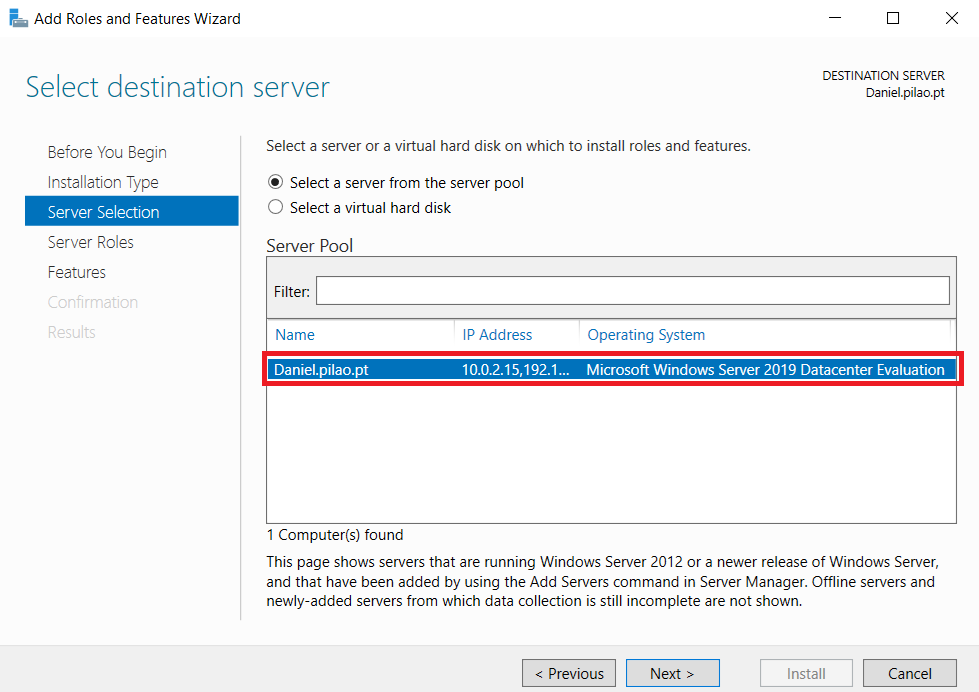 Add Roles and Features Wizard
Select destination server
DESTINATION SERVER
Daniel.pilao.pt
Before You Begin
Installation Type
Server Selection
Server Roles
Features
Confirmation
Results
Select a server or a virtual hard disk on which to install roles and features.
Select a server from the server pool
Select a virtual hard disk
Server Pool
Filter:
Name IP Address Operating System
Daniel.pilao.pt 10.0.2.15,192.1... Microsoft Windows Server 2019 Datacenter Evaluation
1 Computer(s) found
This page shows servers that are running Windows Server 2012 or a newer release of Windows Server,
and that have been added by using the Add Servers command in Server Manager. Offline servers and
newly-added servers from which data collection is still incomplete are not shown.
< Previous Next > Install Cancel